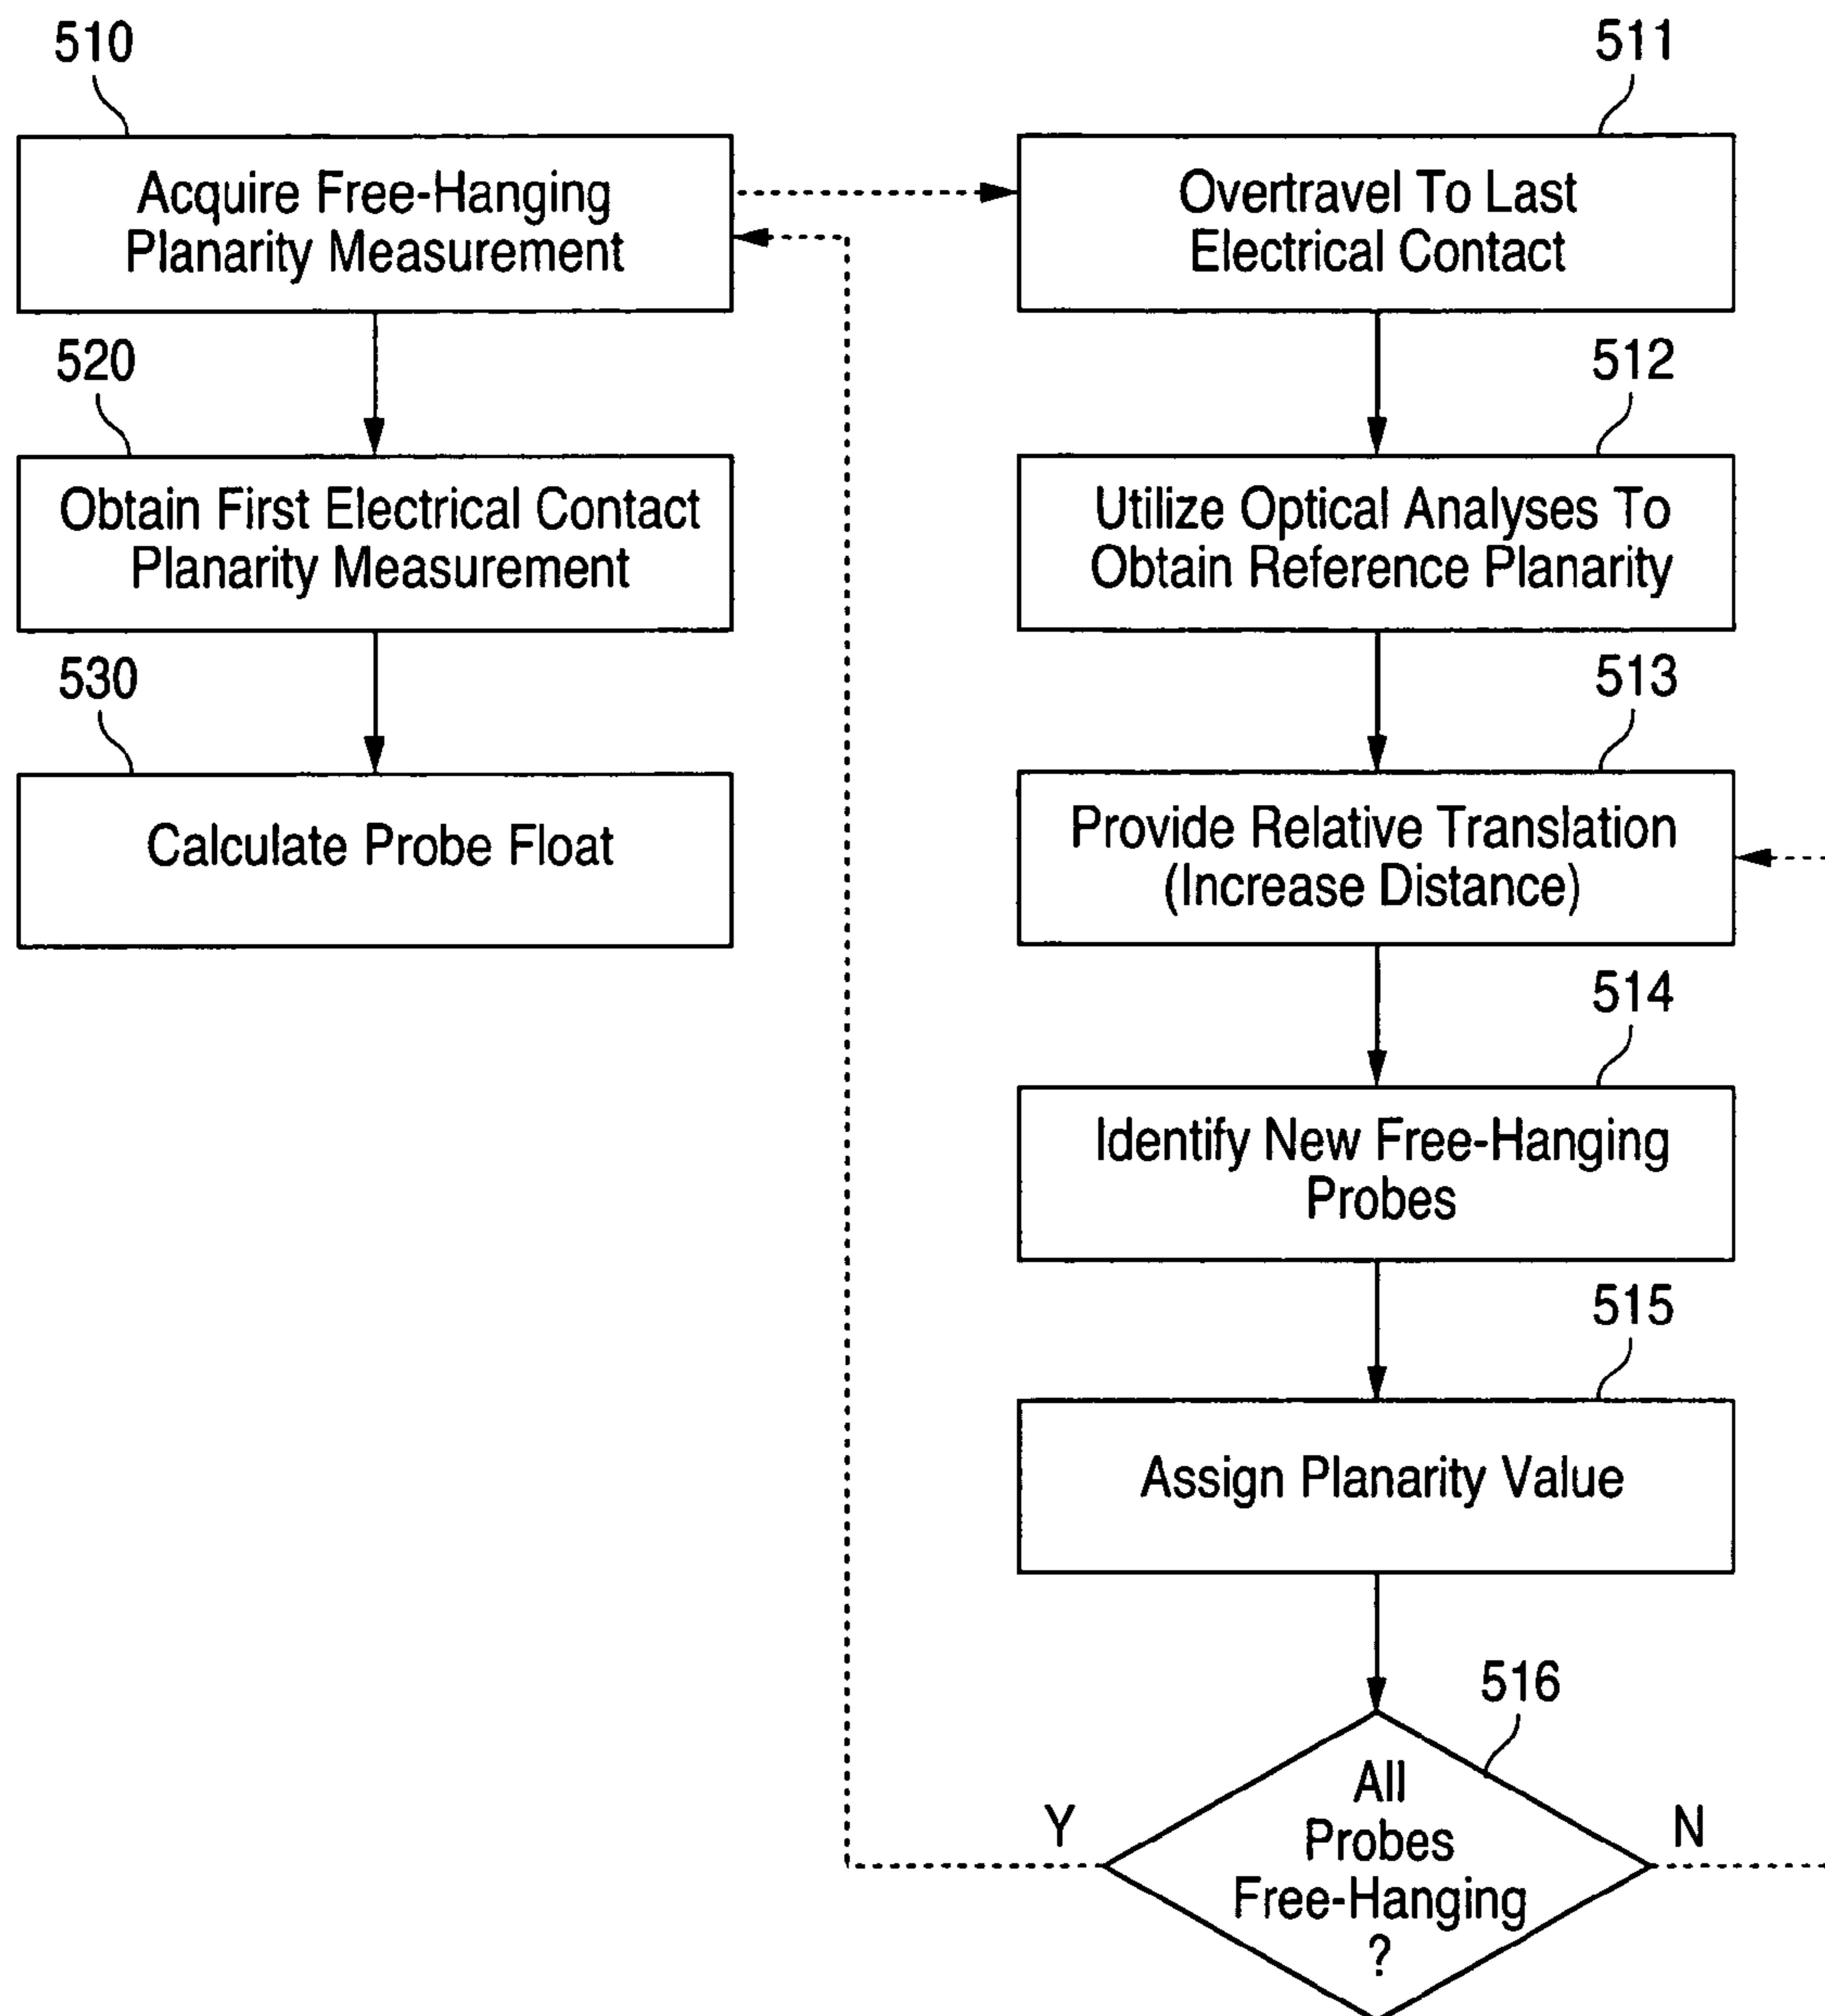 510
Acquire Free-Hanging
Planarity Measurement
520
Obtain First Electrical Contact
Planarity Measurement
530
Calculate Probe Float
511
Overtravel To Last
Electrical Contact
512
Utilize Optical Analyses To
Obtain Reference Planarity
513
Provide Relative Translation
(Increase Distance)
514
Identify New Free-Hanging
Probes
515
Assign Planarity Value
516
All
Probes
Free-Hanging
?
Y
N